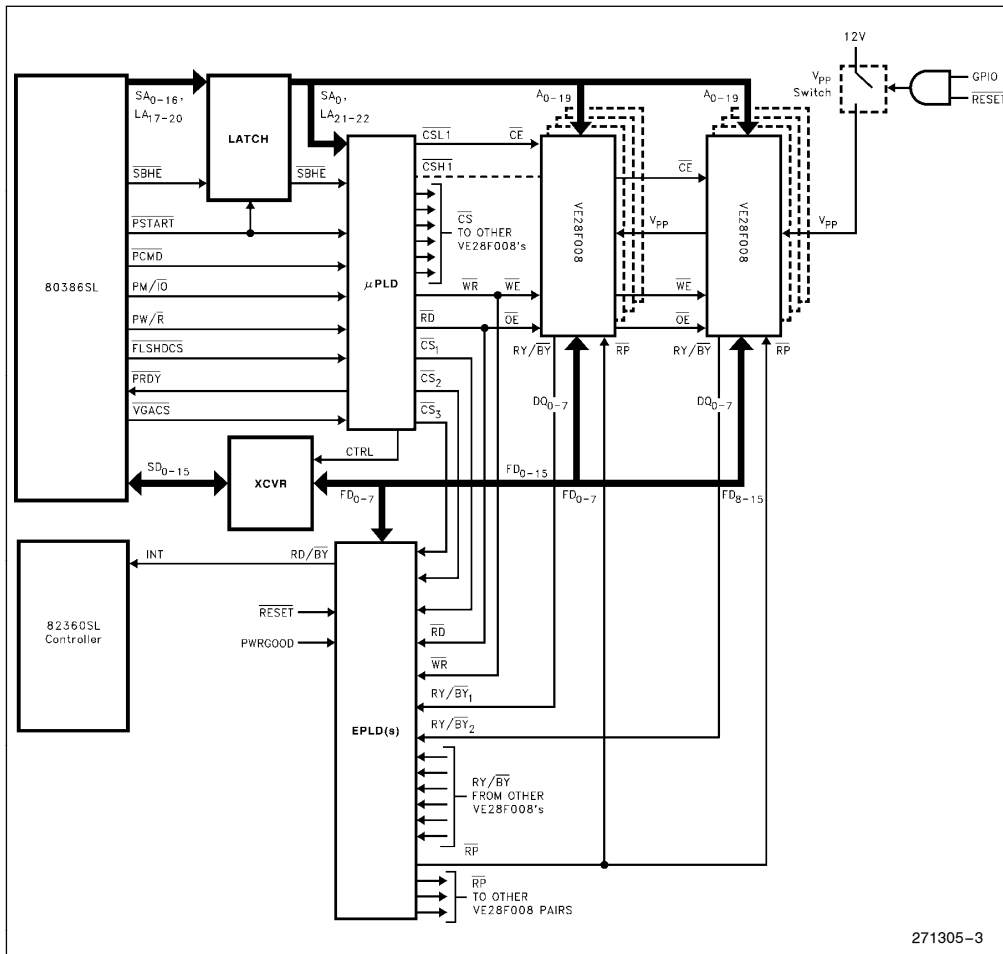 12V
GPIO
RESET
VPP
Switch
SA0-16,
LA17-20
SA0,
LA21-22
A0-19
A0-19
LATCH
CSL1
CE
CSH1
SBHE
SBHE
CE
PSTART
CS
TO OTHER
VE28F008's
VE28F008
VE28F008
VPP
VPP
PCMD
80386SL
μPLD
PM/IO
WR
WE
WE
PW/R
RD
OE
OE
FLSHDCS
CS1
RY/BY
RP
RY/BY
RP
PRDY
CS2
VGACS
CS3
DQ0-7
DQ0-7
CTRL
SD0-15
XCVR
FD0-15
FD0-7
FD0-7
FD8-15
INT
RD/BY
82360SL
Controller
RESET
PWRGOOD
RD
WR
RY/BY1
EPLD(s)
RY/BY2
RY/BY
FROM OTHER
VE28F008's
RP
RP
TO OTHER
VE28F008 PAIRS
271305-3